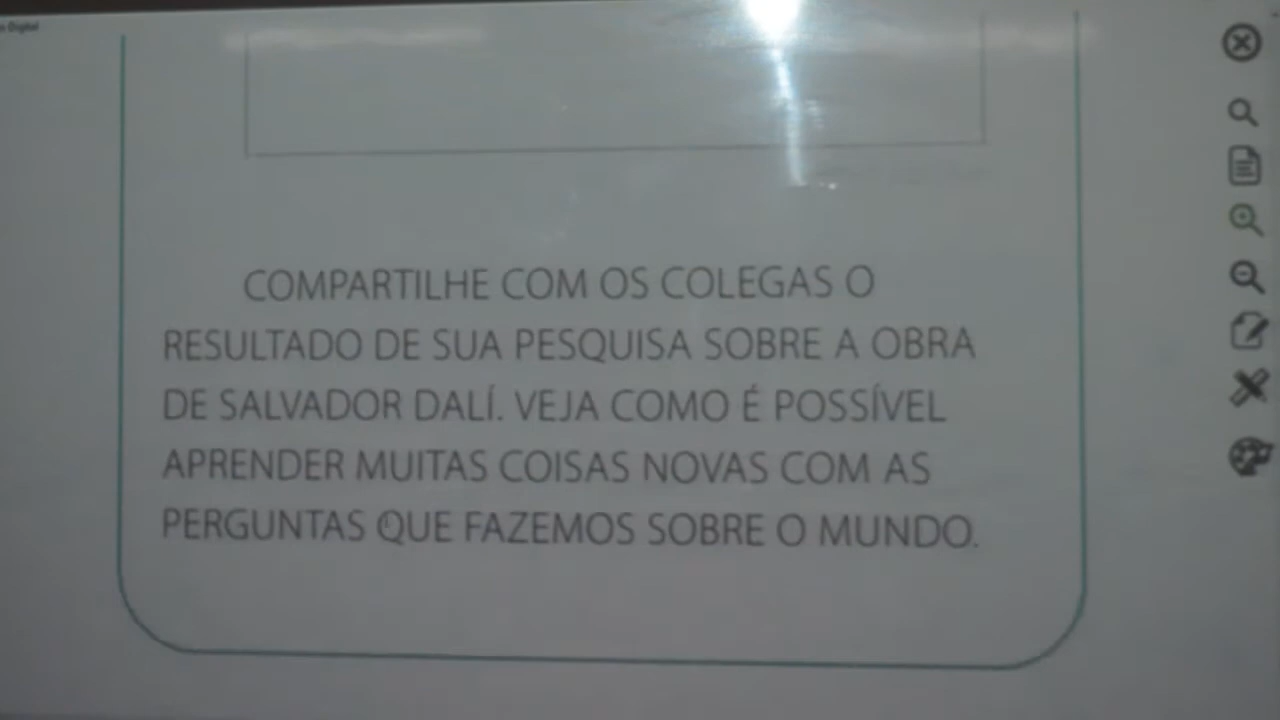 Digital
COMPARTILHE COM OS COLEGAS O
RESULTADO DE SUA PESQUISA SOBRE A OBRA
DE SALVADOR DALÍ. VEJA COMO É POSSÍVEL
APRENDER MUITAS COISAS NOVAS COM AS
PERGUNTAS QUE FAZEMOS SOBRE O MUNDO.